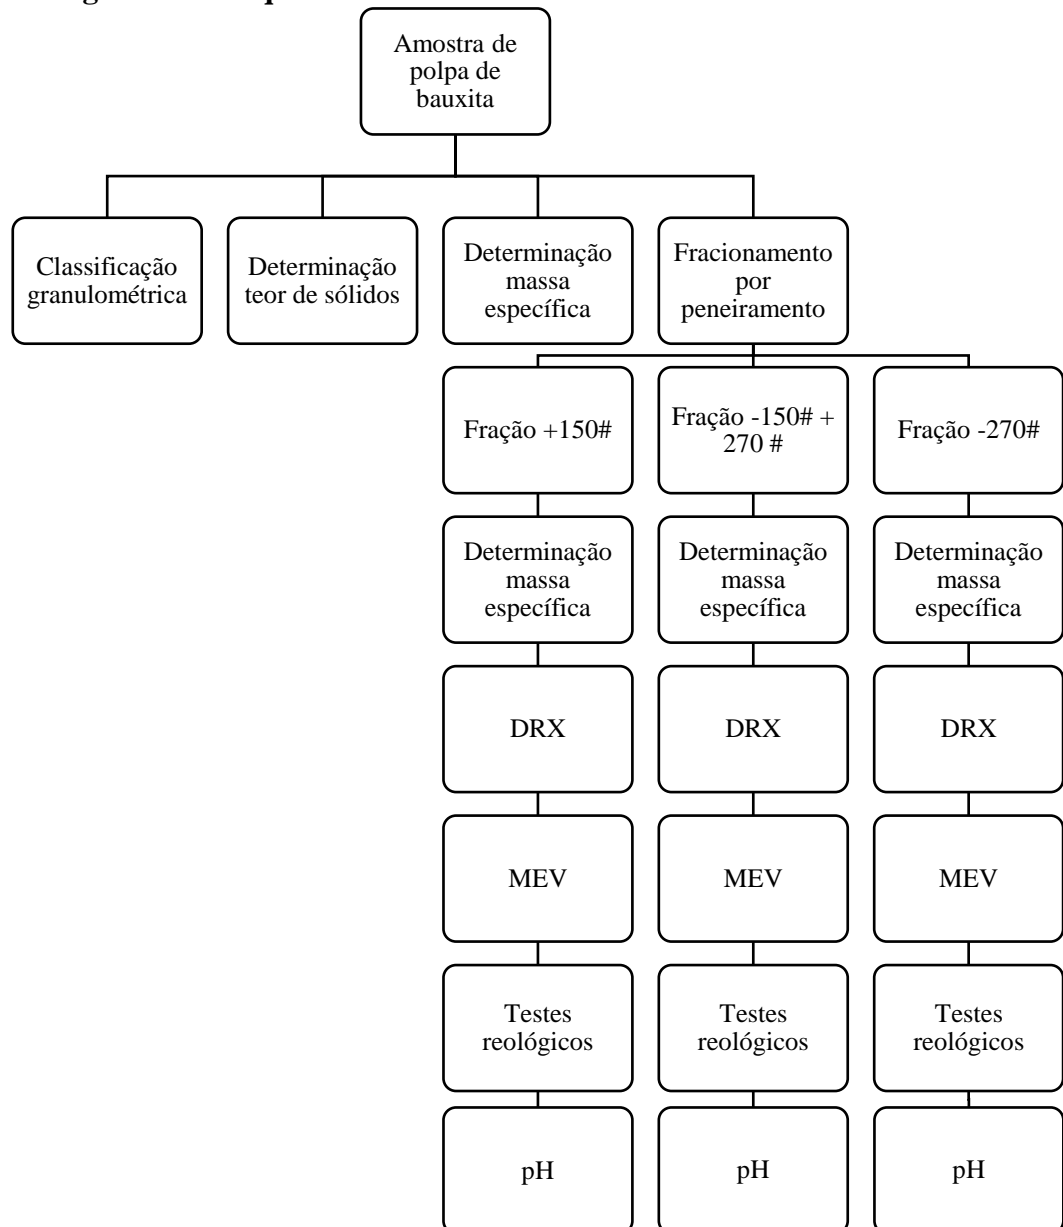 Amostra de
polpa de
bauxita
Classificação
granulométrica
Determinação
teor de sólidos
Determinação
massa
específica
Fracionamento
por
peneiramento
Fração +150#
Fração -150# +
270 #
Fração -270#
Determinação
massa
específica
Determinação
massa
específica
Determinação
massa
específica
DRX
DRX
DRX
MEV
MEV
MEV
Testes
reológicos
Testes
reológicos
Testes
reológicos
pH
pH
pH